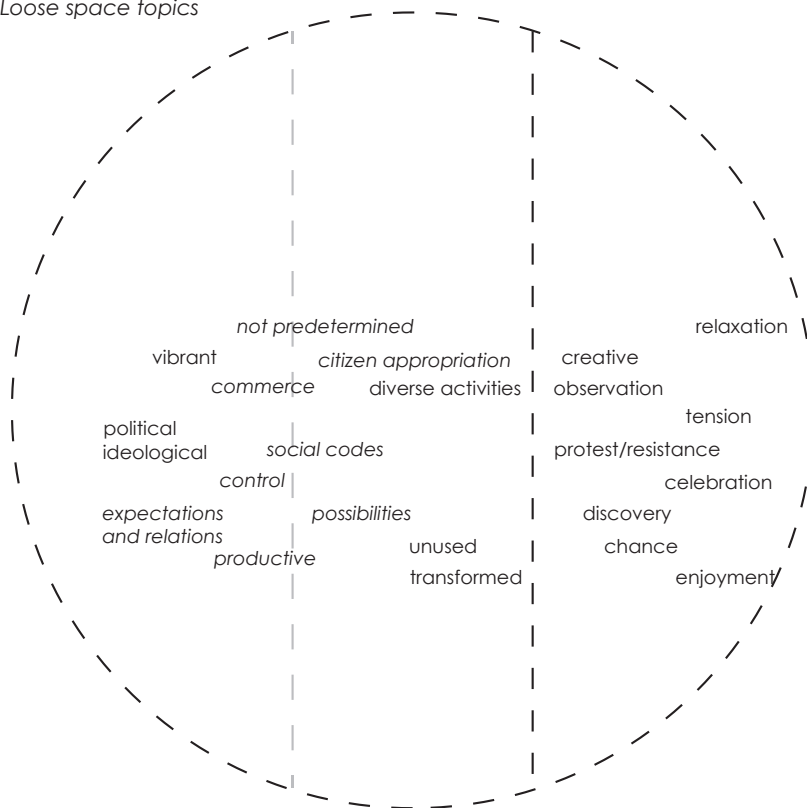 Loose space topics
not predetermined
relaxation
vibrant
citizen appropriation
creative
commerce
diverse activities
observation
tension
political
ideological
social codes
protest/resistance
control
celebration
expectations
and relations
possibilities
discovery
productive
unused
chance
transformed
enjoyment